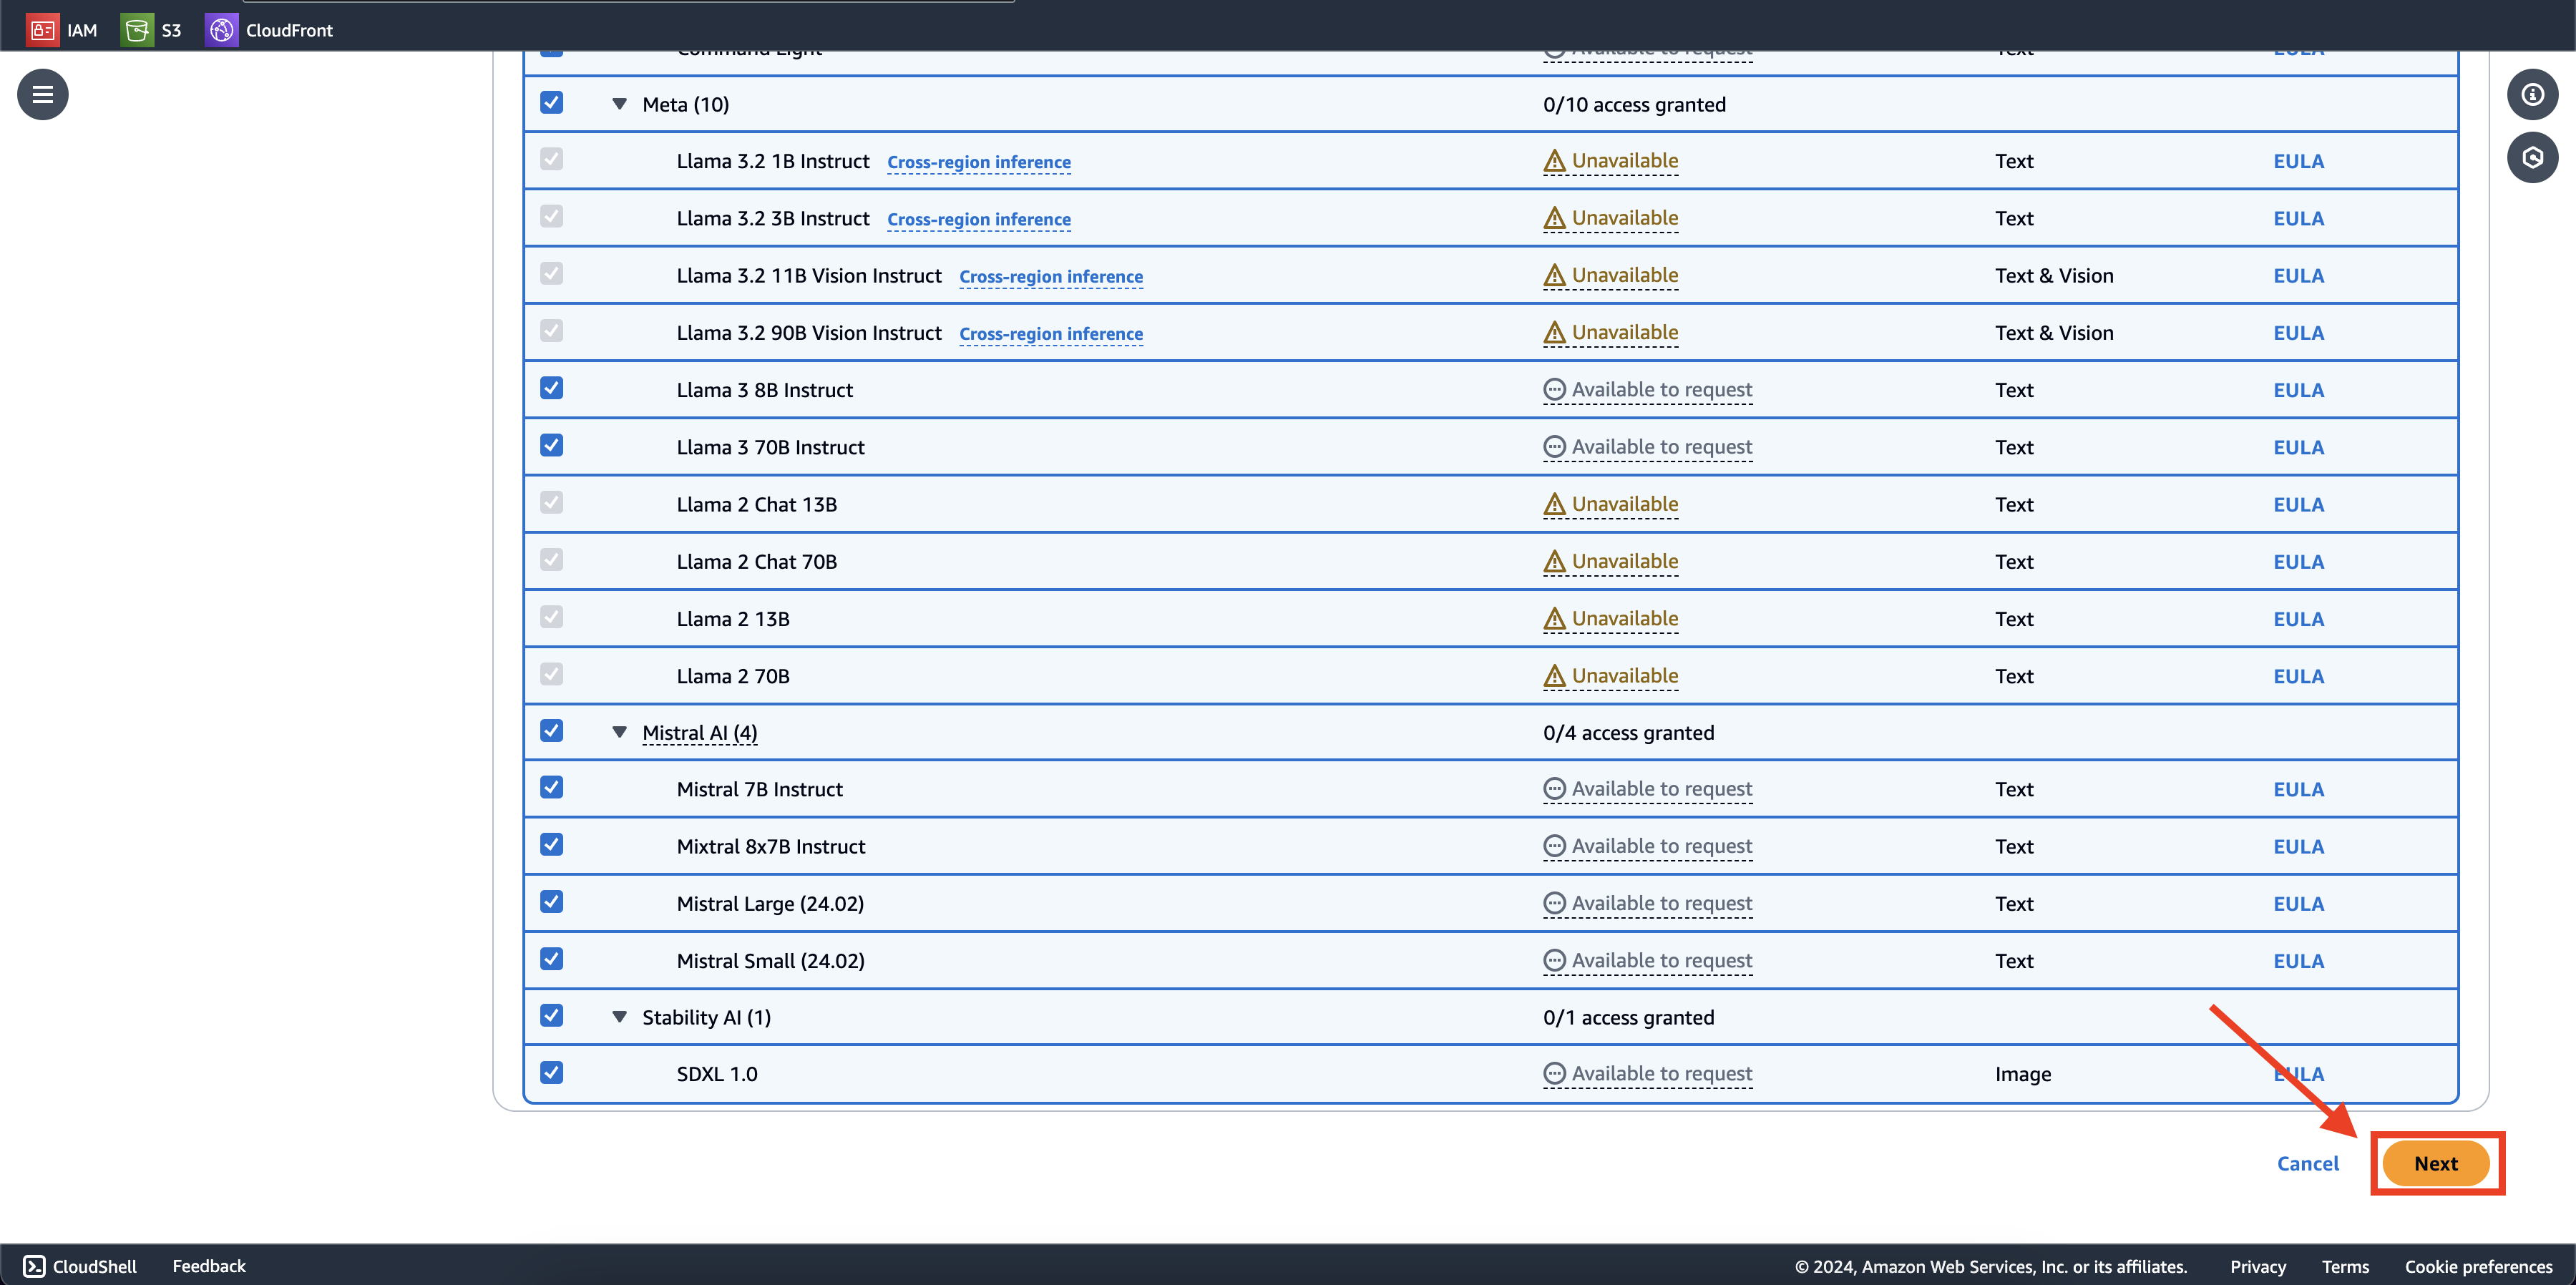 IAM S3 CloudFront
Command Light Available to request Text EULA
Meta (10) 0/10 access granted
Llama 3.2 1B Instruct Cross-region inference Unavailable Text EULA
Llama 3.2 3B Instruct Cross-region inference Unavailable Text EULA
Llama 3.2 11B Vision Instruct Cross-region inference Unavailable Text & Vision EULA
Llama 3.2 90B Vision Instruct Cross-region inference Unavailable Text & Vision EULA
Llama 3 8B Instruct Available to request Text EULA
Llama 3 70B Instruct Available to request Text EULA
Llama 2 Chat 13B Unavailable Text EULA
Llama 2 Chat 70B Unavailable Text EULA
Llama 2 13B Unavailable Text EULA
Llama 2 70B Unavailable Text EULA
Mistral AI (4) 0/4 access granted
Mistral 7B Instruct Available to request Text EULA
Mixtral 8x7B Instruct Available to request Text EULA
Mistral Large (24.02) Available to request Text EULA
Mistral Small (24.02) Available to request Text EULA
Stability AI (1) 0/1 access granted
SDXL 1.0 Available to request Image EULA
Cancel Next
CloudShell Feedback © 2024, Amazon Web Services, Inc. or its affiliates. Privacy Terms Cookie preferences